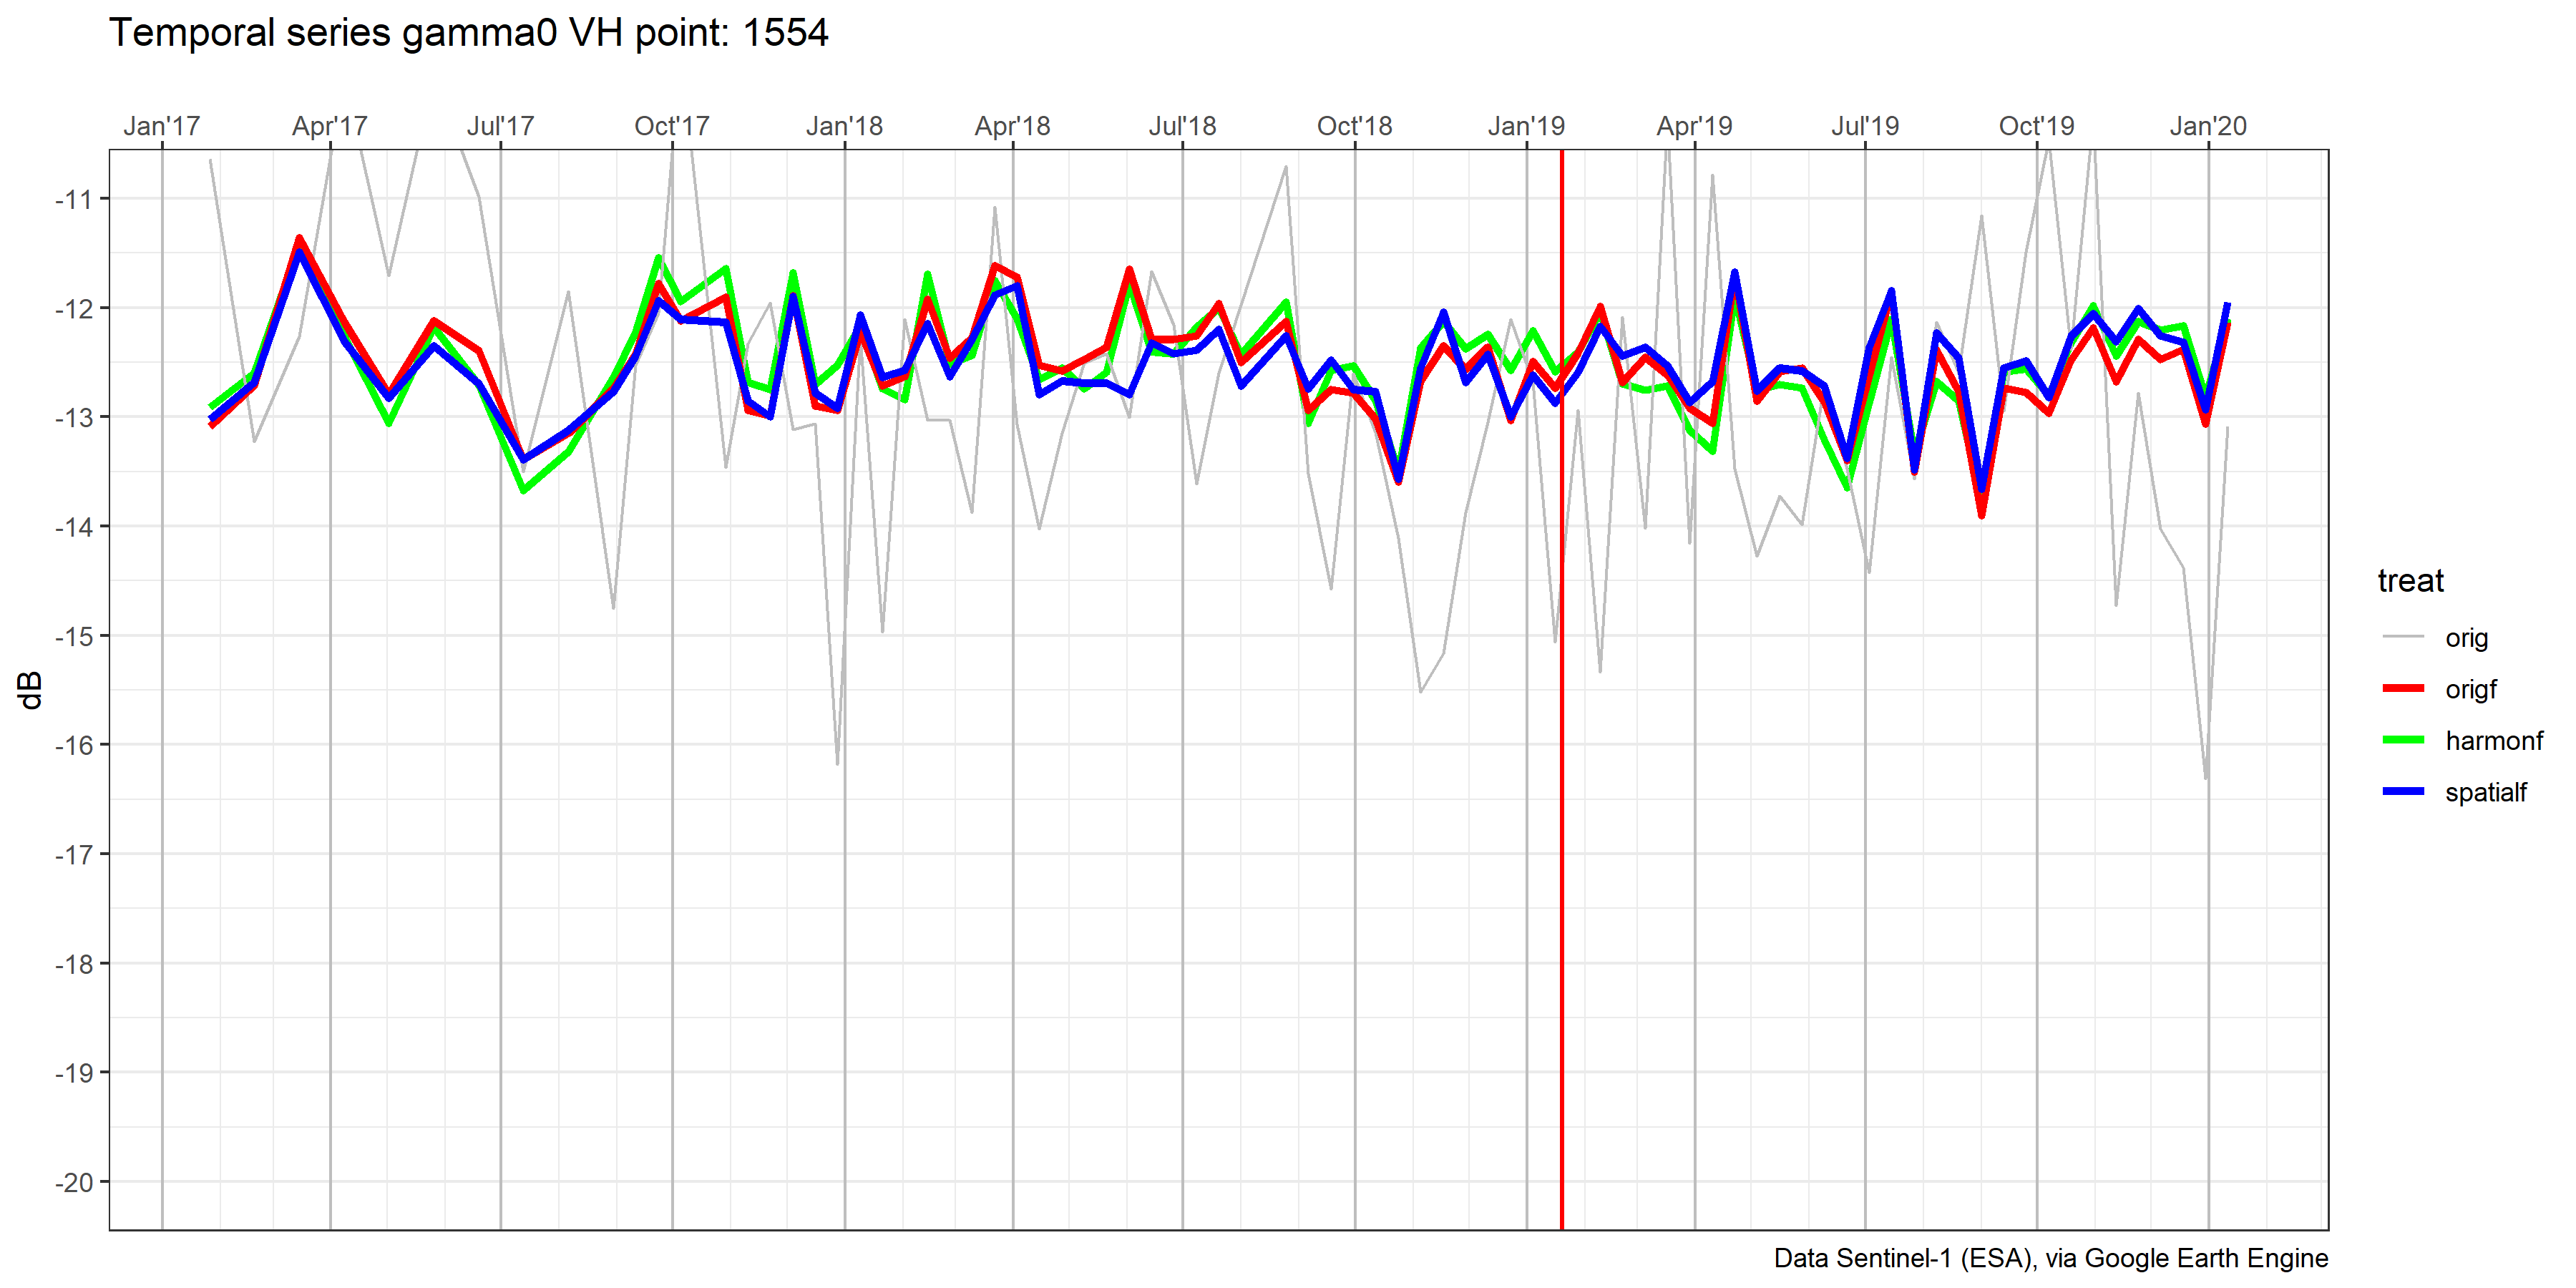 Temporal series gamma0 VH point: 1554
Jan'17 Apr'17 Jul'17 Oct'17 Jan'18 Apr'18 Jul'18 Oct'18 Jan'19 Apr'19 Jul'19 Oct'19 Jan'20
-11
-12
-13
-14
-15
-16
-17
-18
-19
-20
dB
treat
orig
origf
harmonf
spatialf
Data Sentinel-1 (ESA), via Google Earth Engine